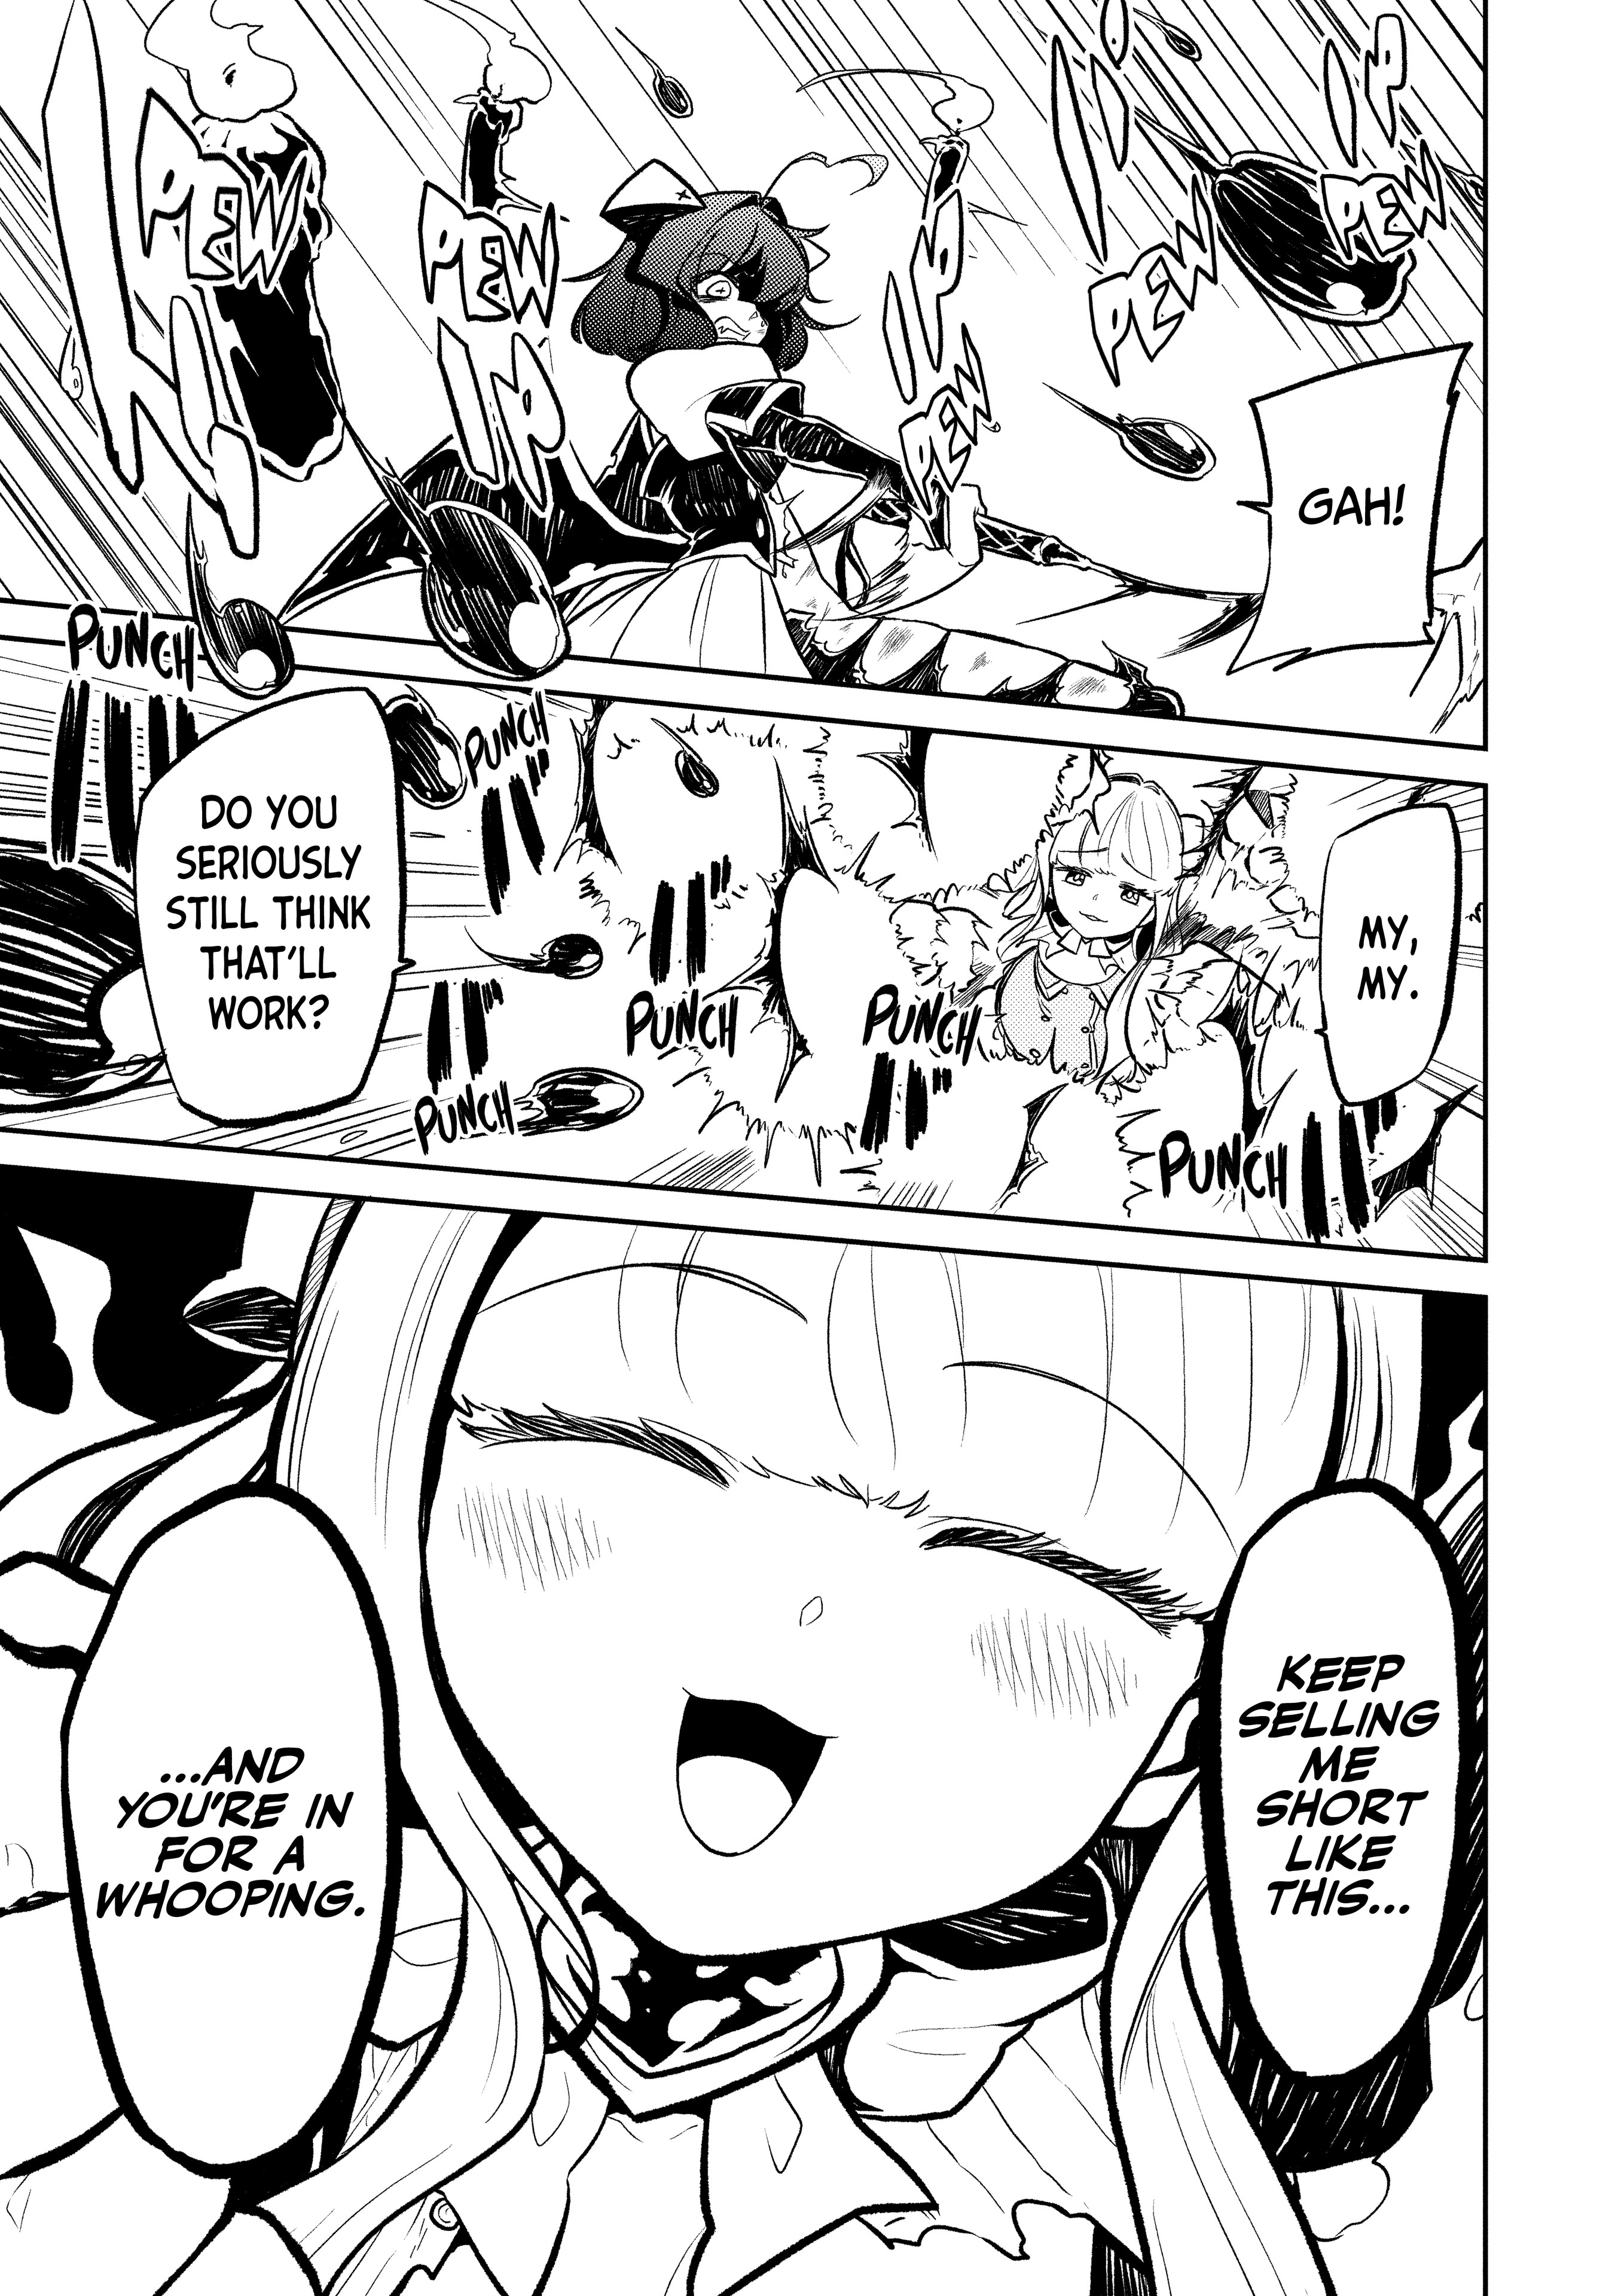 PEW
PEW
PEW
PEW
PEW
GAH!
MY,
MY.
PUNCH
PUNCH
PUNCH
PUNCH
PUNCH
PUNCH
DO YOU
SERIOUSLY
STILL THINK
THAT'LL
WORK?
KEEP
SELLING
ME
SHORT
LIKE
THIS...
...AND
YOU'RE IN
FOR A
WHOOPING.